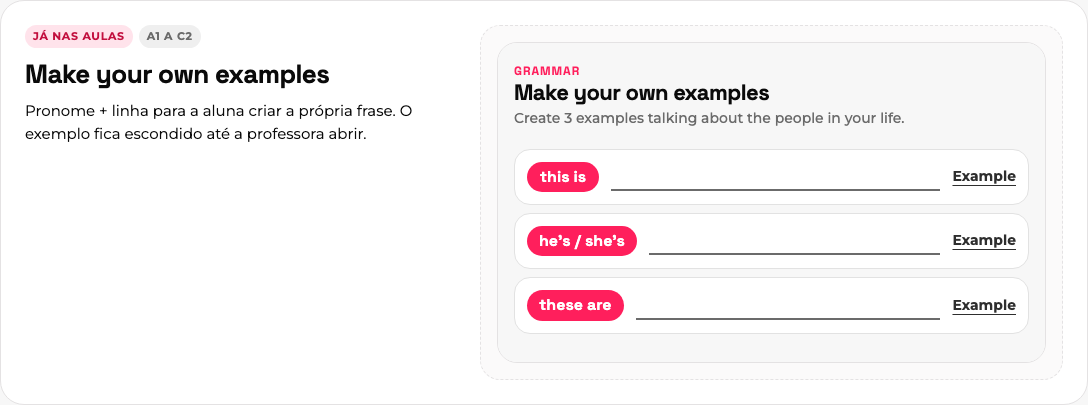 JÁ NAS AULAS
A1 A C2
Make your own examples
Pronome + linha para a aluna criar a própria frase. O
exemplo fica escondido até a professora abrir.
GRAMMAR
Make your own examples
Create 3 examples talking about the people in your life.
this is
Example
he's / she's
Example
these are
Example